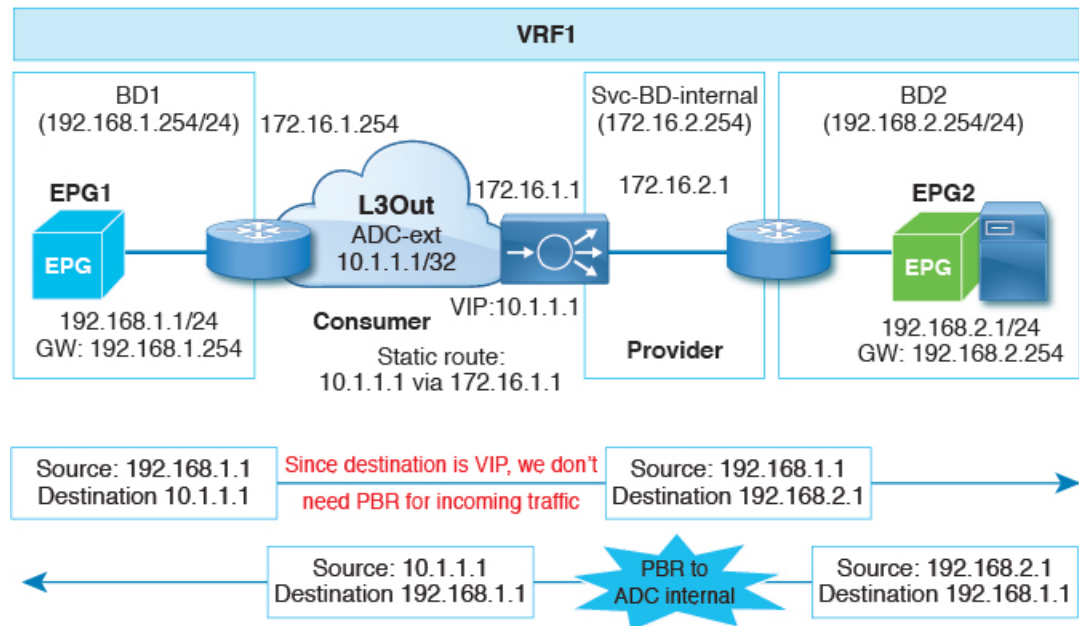 VRF1
BD1
(192.168.1.254/24)
172.16.1.254
Svc-BD-internal
(172.16.2.254)
BD2
(192.168.2.254/24)
EPG1
EPG
L3Out
ADC-ext
10.1.1.1/32
172.16.1.1
172.16.2.1
EPG2
EPG
192.168.1.1/24
GW: 192.168.1.254
Consumer
VIP:10.1.1.1
Static route:
10.1.1.1 via 172.16.1.1
Provider
192.168.2.1/24
GW: 192.168.2.254
Source: 192.168.1.1
Destination 10.1.1.1
Since destination is VIP, we don't
need PBR for incoming traffic
Source: 192.168.1.1
Destination 192.168.2.1
Source: 10.1.1.1
Destination 192.168.1.1
PBR to
ADC internal
Source: 192.168.2.1
Destination 192.168.1.1